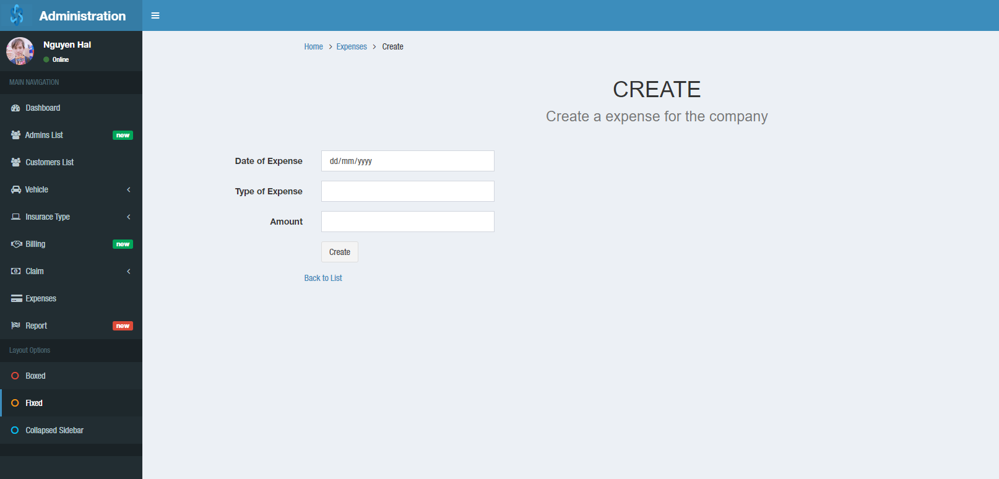 Administration
Nguyen Hai
Online
MAIN NAVIGATION
Dashboard
Admins List new
Customers List
Vehicle
Insurace Type
Billing new
Claim
Expenses
Report new
Layout Options
Boxed
Fixed
Collapsed Sidebar
Home > Expenses > Create
CREATE
Create a expense for the company
Date of Expense dd/mm/yyyy
Type of Expense
Amount
Create
Back to List